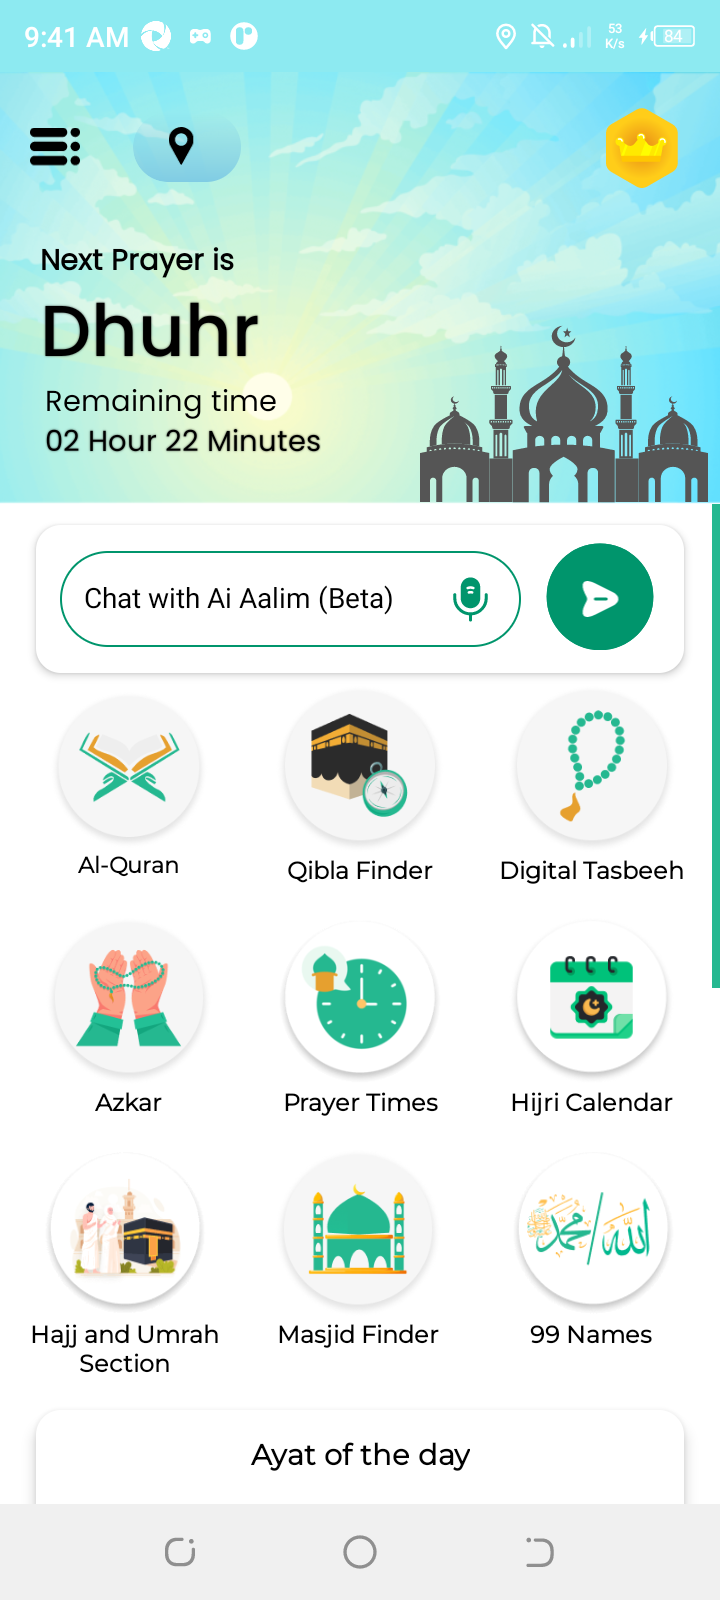 9:41 AM
53
K/s
84
Next Prayer is
Dhuhr
Remaining time
02 Hour 22 Minutes
Chat with Ai Aalim (Beta)
Al-Quran
Qibla Finder
Digital Tasbeeh
Azkar
Prayer Times
Hijri Calendar
محمد / الله
Hajj and Umrah
Section
Masjid Finder
99 Names
Ayat of the day